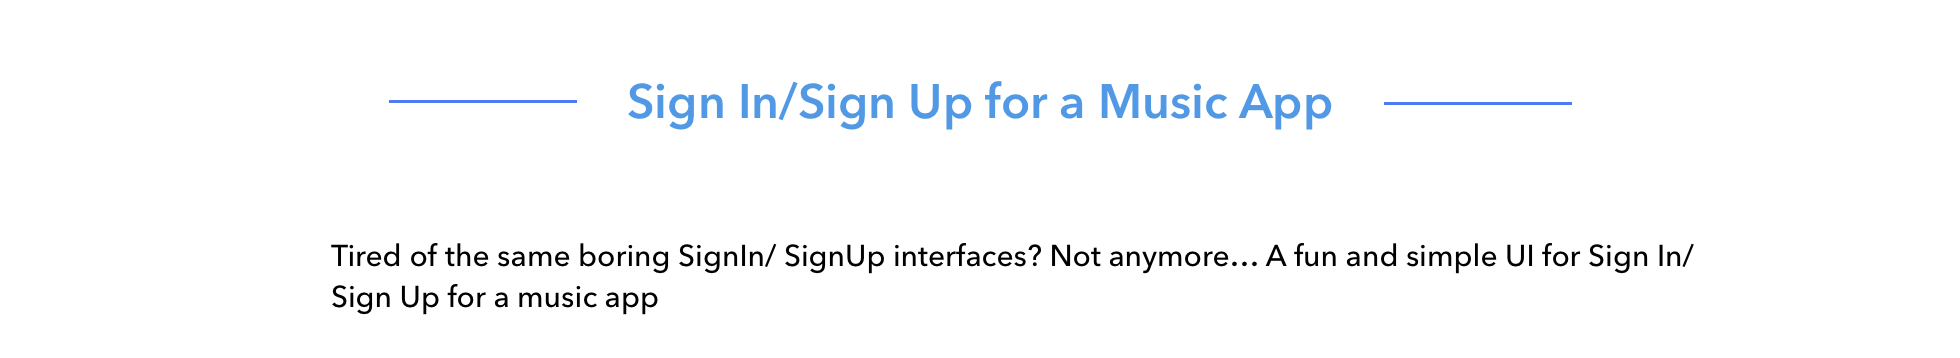 Sign In/Sign Up for a Music App
Tired of the same boring SignIn/ SignUp interfaces? Not anymore... A fun and simple UI for Sign In/
Sign Up for a music app